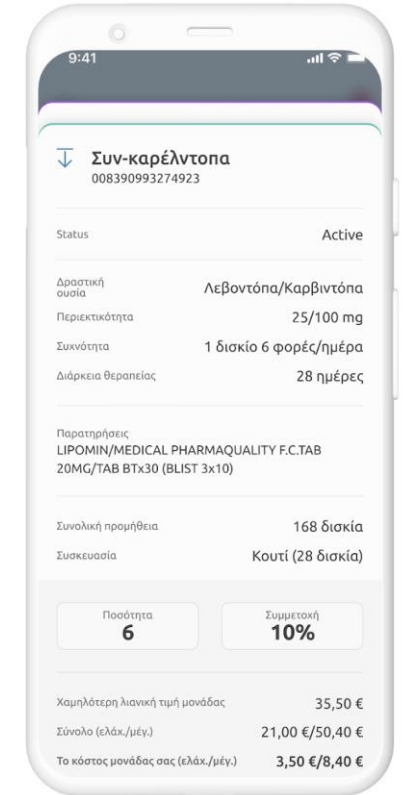 9:41
Συν-καρέλντοπα
008390993274923
Status Active
Δραστική
ουσία Λεβοντόπα/Καρβιντόπα
Περιεκτικότητα 25/100 mg
Συχνότητα 1 δισκίο 6 φορές/ημέρα
Διάρκεια θεραπείας 28 ημέρες
Παρατηρήσεις
LIPOMIN/MEDICAL PHARMAQUALITY F.C.TAB
20MG/TAB BTx30 (BLIST 3x10)
Συνολική προμήθεια 168 δισκία
Συσκευασία Κουτί (28 δισκία)
Ποσότητα Συμμετοχή
6 10%
Χαμηλότερη λιανική τιμή μονάδας 35,50 €
Σύνολο (ελάχ./μέγ.) 21,00 €/50,40 €
Το κόστος μονάδας σας (ελάχ./μέγ.) 3,50 €/8,40 €